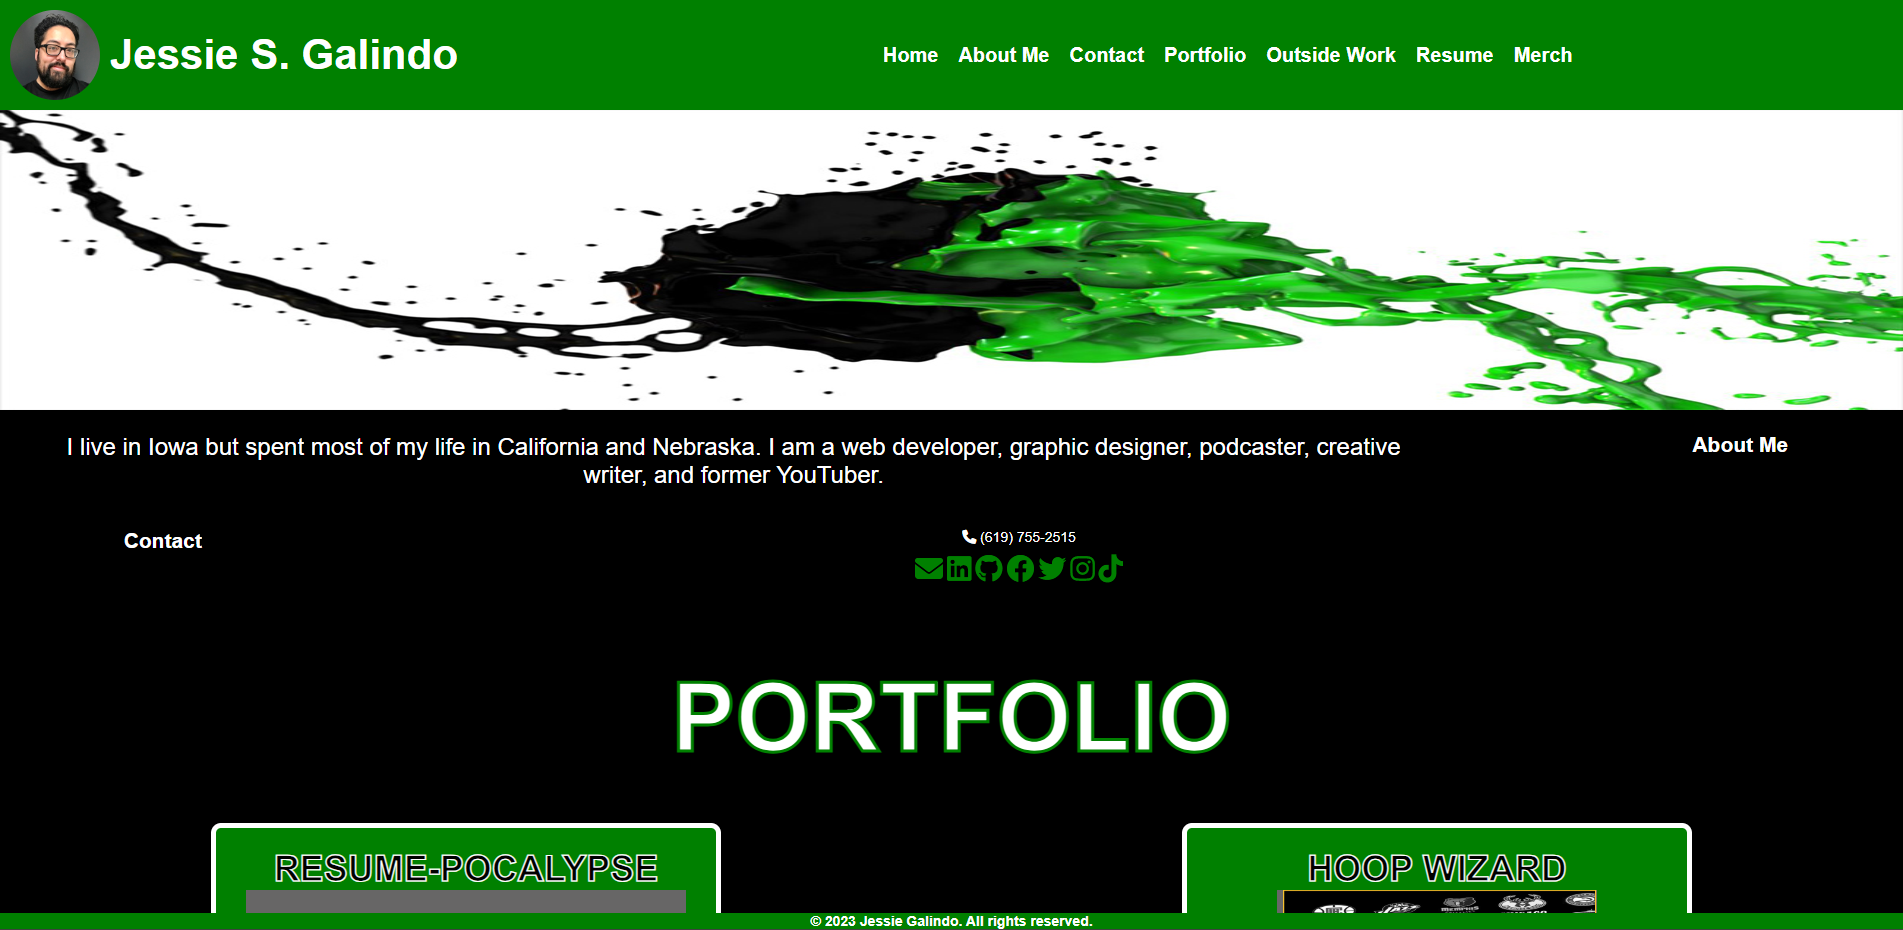 Jessie S. Galindo
Home About Me Contact Portfolio Outside Work Resume Merch
I live in Iowa but spent most of my life in California and Nebraska. I am a web developer, graphic designer, podcaster, creative
writer, and former YouTuber.
About Me
Contact
(619) 755-2515
PORTFOLIO
RESUME-POCALYPSE
HOOP WIZARD
© 2023 Jessie Galindo. All rights reserved.